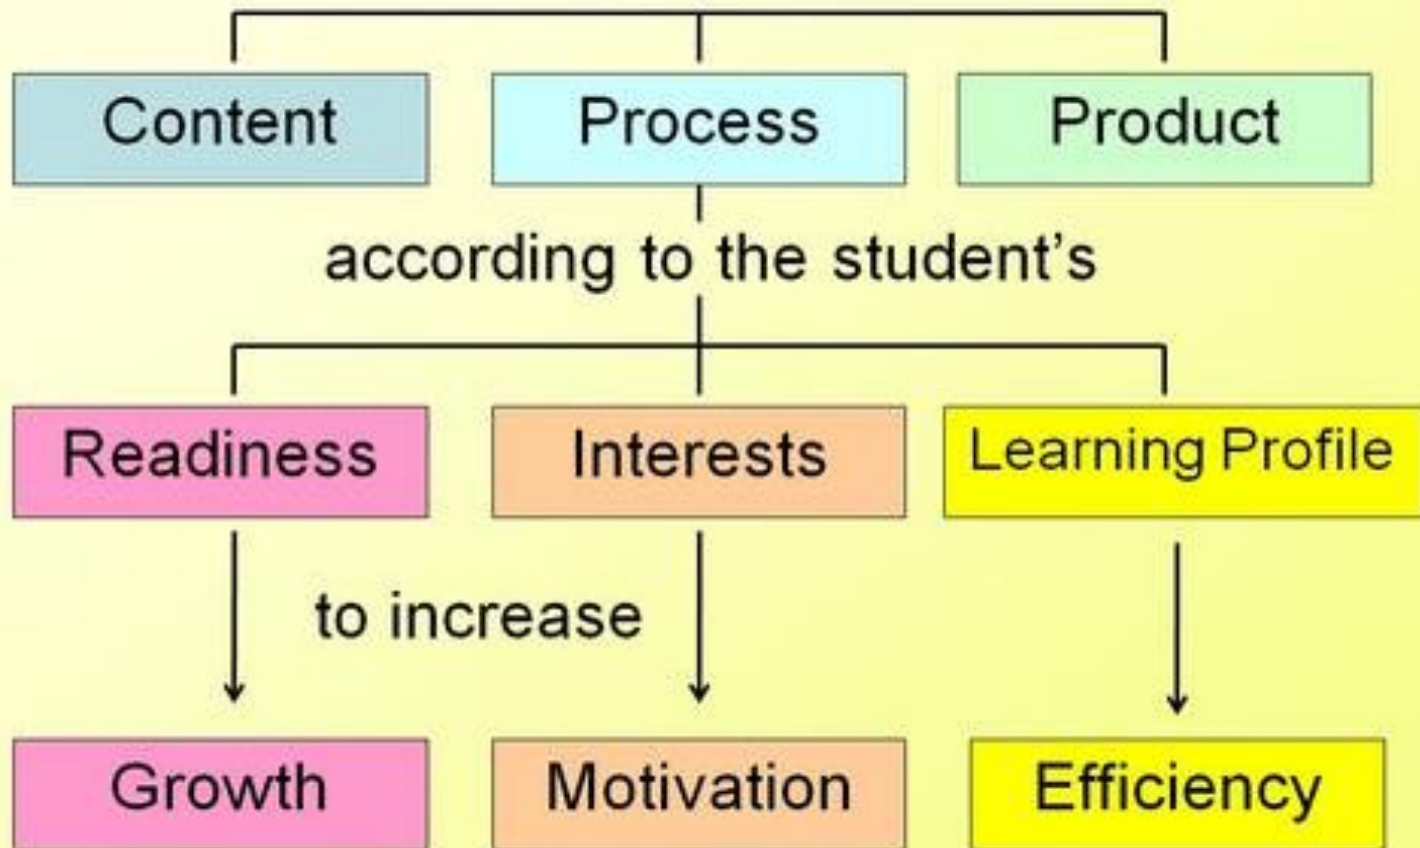 Content Process Product
according to the student’s
Readiness Interests Learning Profile
to increase
Growth Motivation Efficiency